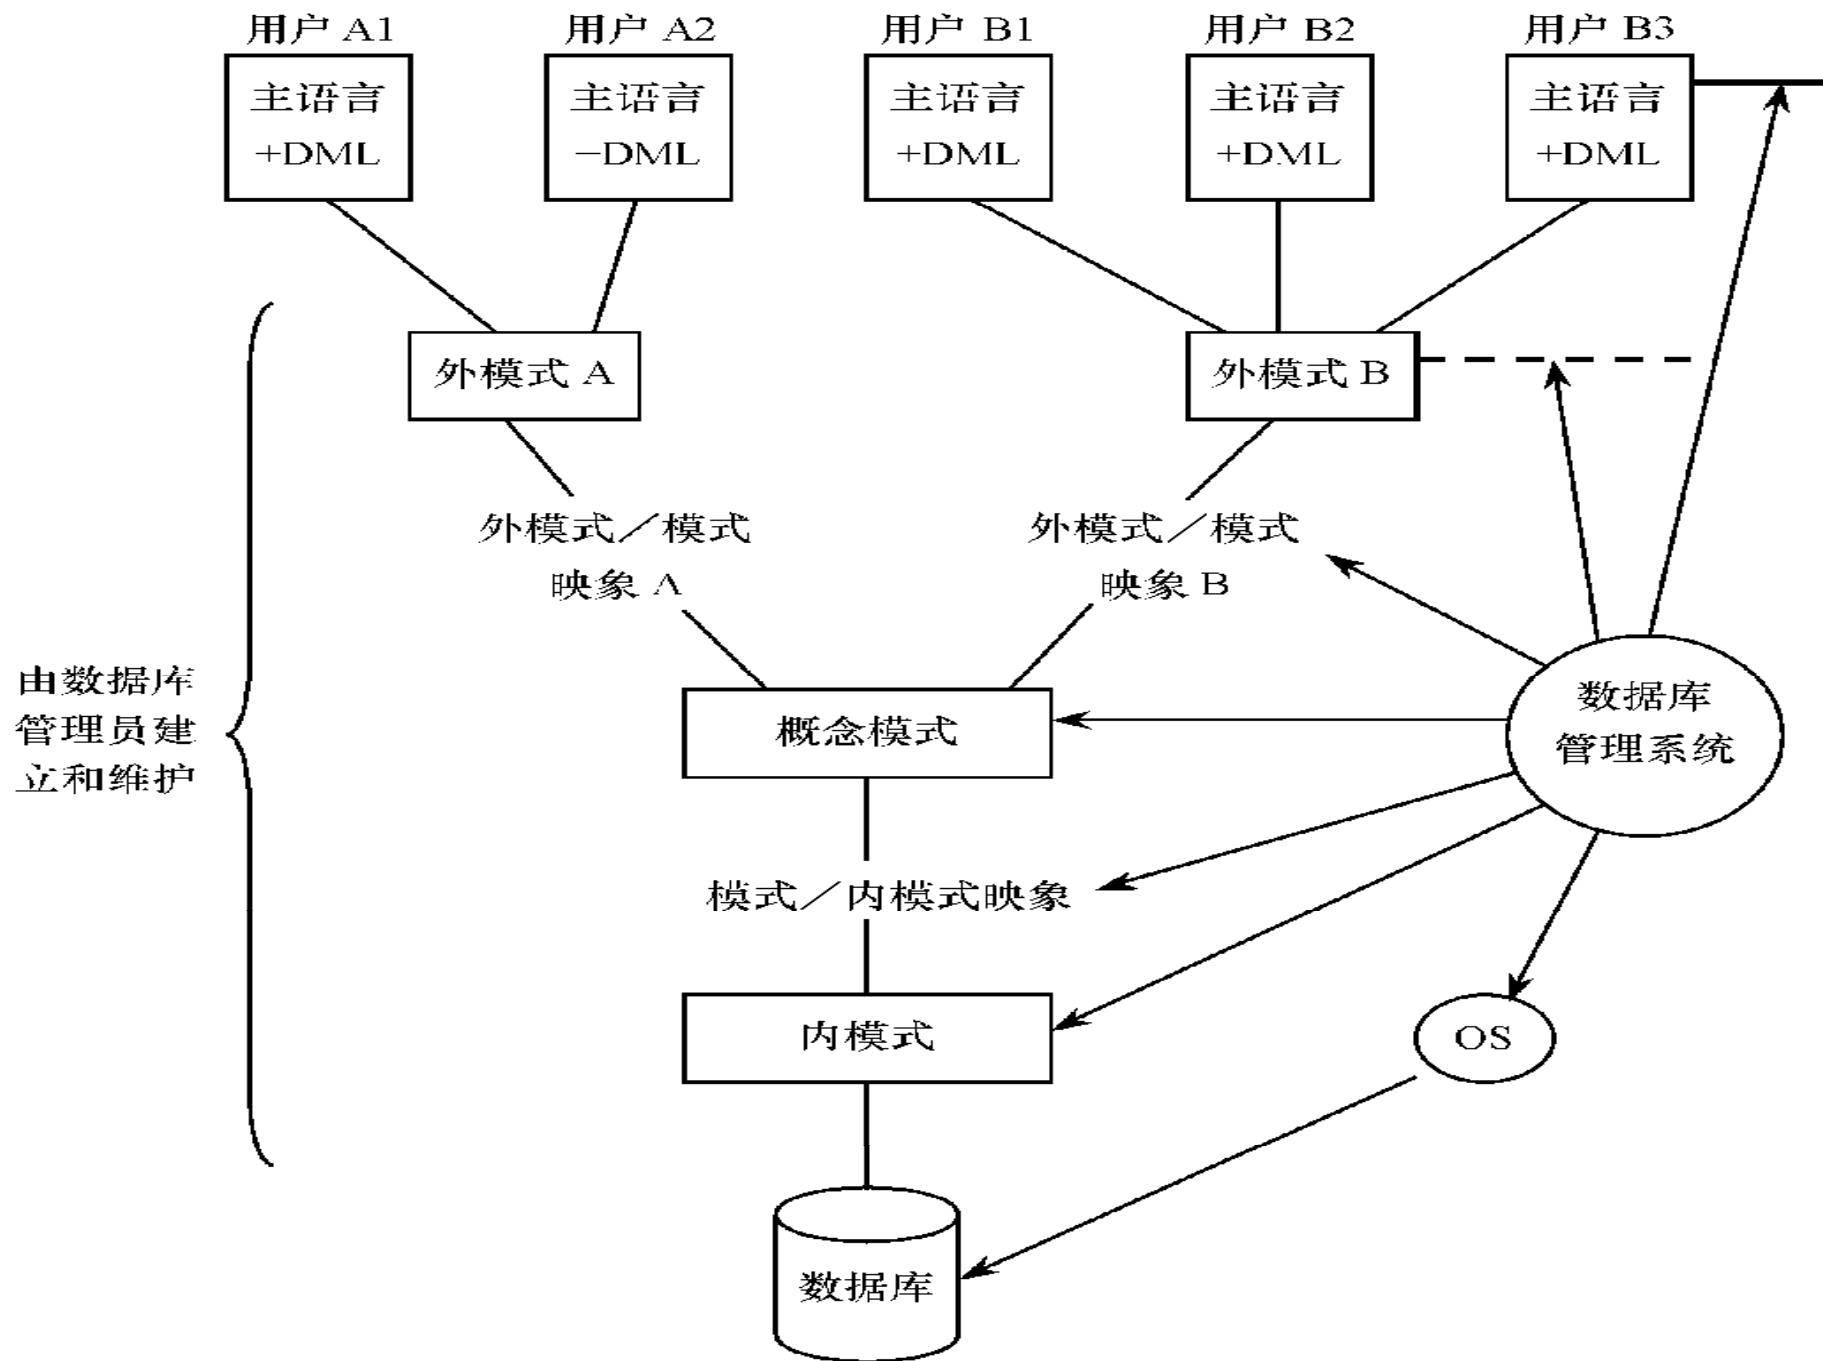 用户 A1
用户 A2
用户 B1
用户 B2
用户 B3
主语言
+DML
主语言
−DML
主语言
+DML
主语言
+DML
主语言
+DML
外模式 A
外模式 B
外模式／模式
映象 A
外模式／模式
映象 B
由数据库
管理员建
立和维护
概念模式
数据库
管理系统
模式／内模式映象
内模式
OS
数据库